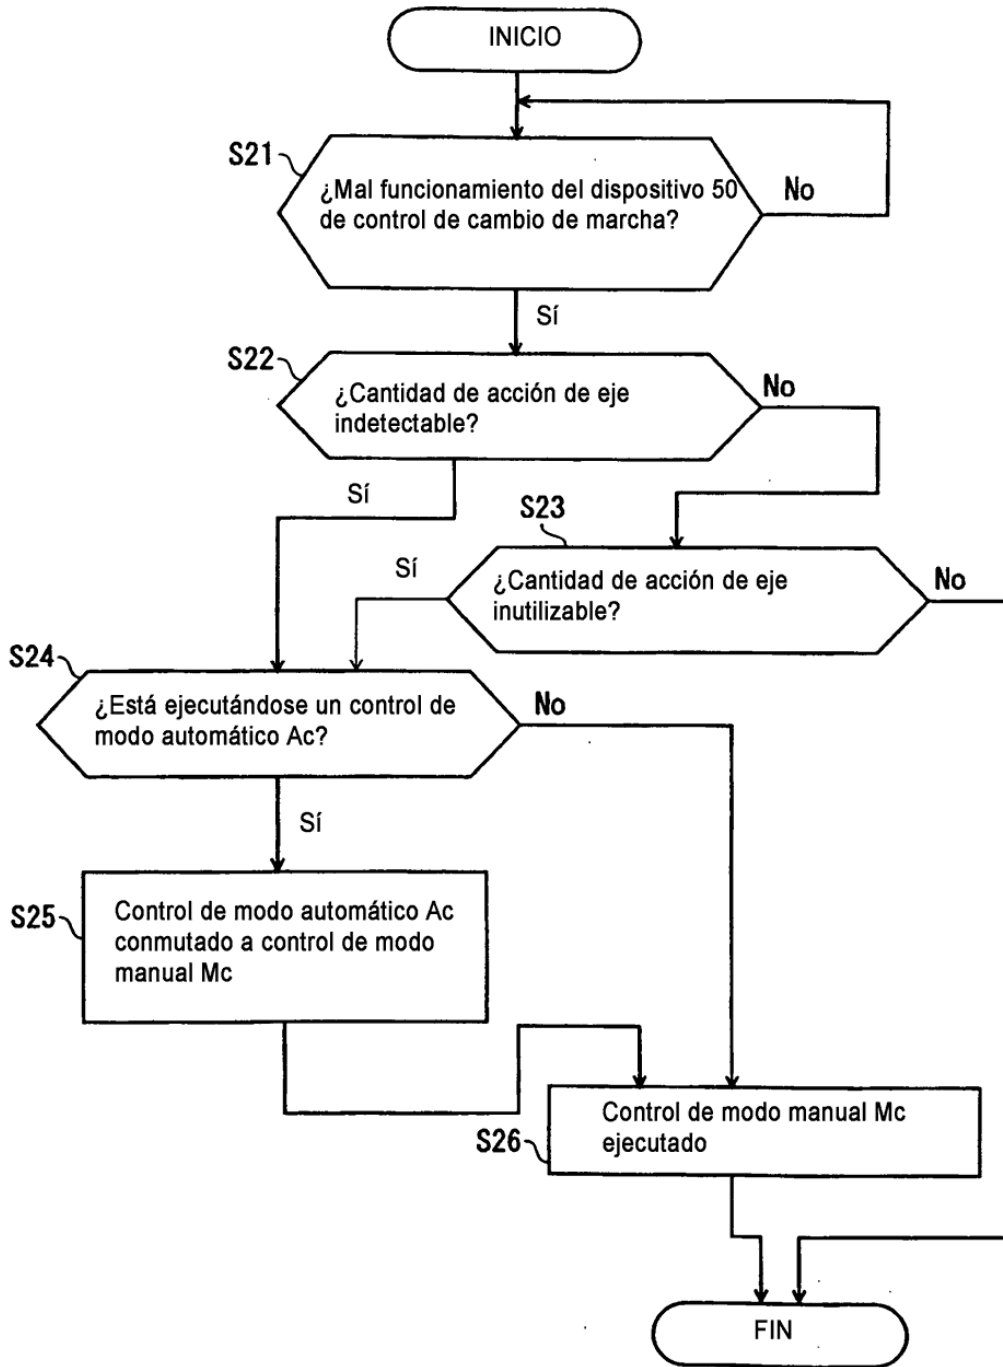 INICIO
S21
¿Mal funcionamiento del dispositivo 50
de control de cambio de marcha?
No
Sí
S22
¿Cantidad de acción de eje
indetectable?
No
Sí
S23
¿Cantidad de acción de eje
inutilizable?
Sí
No
S24
¿Está ejecutándose un control de
modo automático Ac?
No
Sí
S25
Control de modo automático Ac
conmutado a control de modo
manual Mc
S26
Control de modo manual Mc
ejecutado
FIN